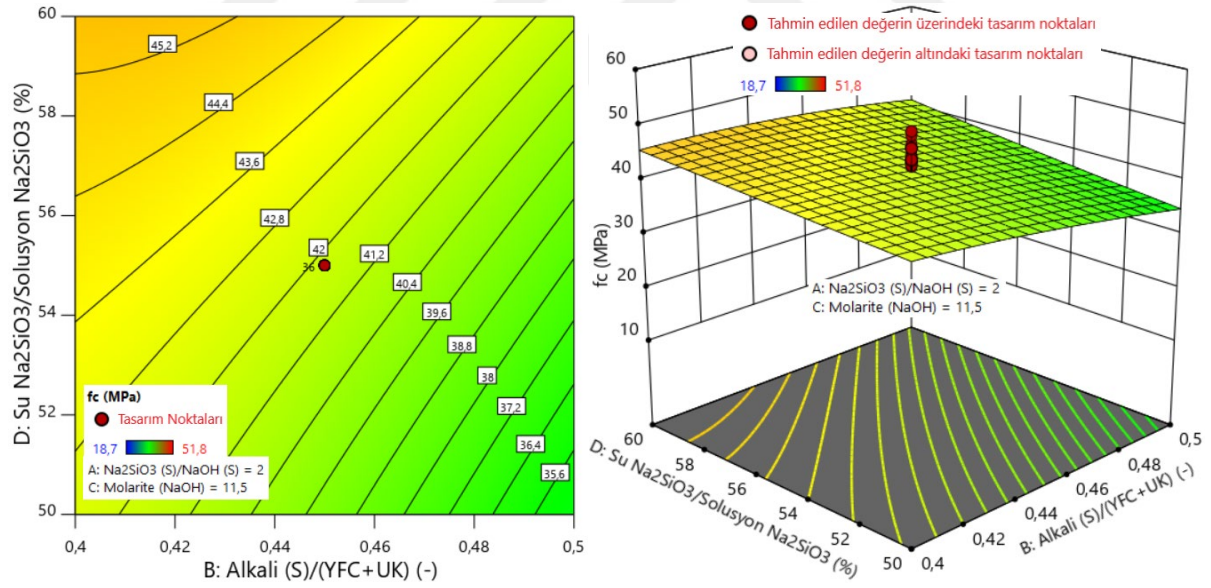 60
58
56
54
52
50
D: Su Na2SiO3/Solusyon Na2SiO3 (%)
45,2
44,4
43,6
42,8
42
36
41,2
40,4
39,6
38,8
38
37,2
36,4
35,6
fc (MPa)
Tasarım Noktaları
18,7 51,8
A: Na2SiO3 (S)/NaOH (S) = 2
C: Molarite (NaOH) = 11,5
0,4 0,42 0,44 0,46 0,48 0,5
B: Alkali (S)/(YFC+UK) (-)
Tahmin edilen değerin üzerindeki tasarım noktaları
Tahmin edilen değerin altındaki tasarım noktaları
18,7 51,8
60
50
40
30
20
10
fc (MPa)
A: Na2SiO3 (S)/NaOH (S) = 2
C: Molarite (NaOH) = 11,5
60
58
56
54
52
50
D: Su Na2SiO3/Solusyon Na2SiO3 (%)
0,5
0,48
0,46
0,44
0,42
0,4
B: Alkali (S)/(YFC+UK) (-)